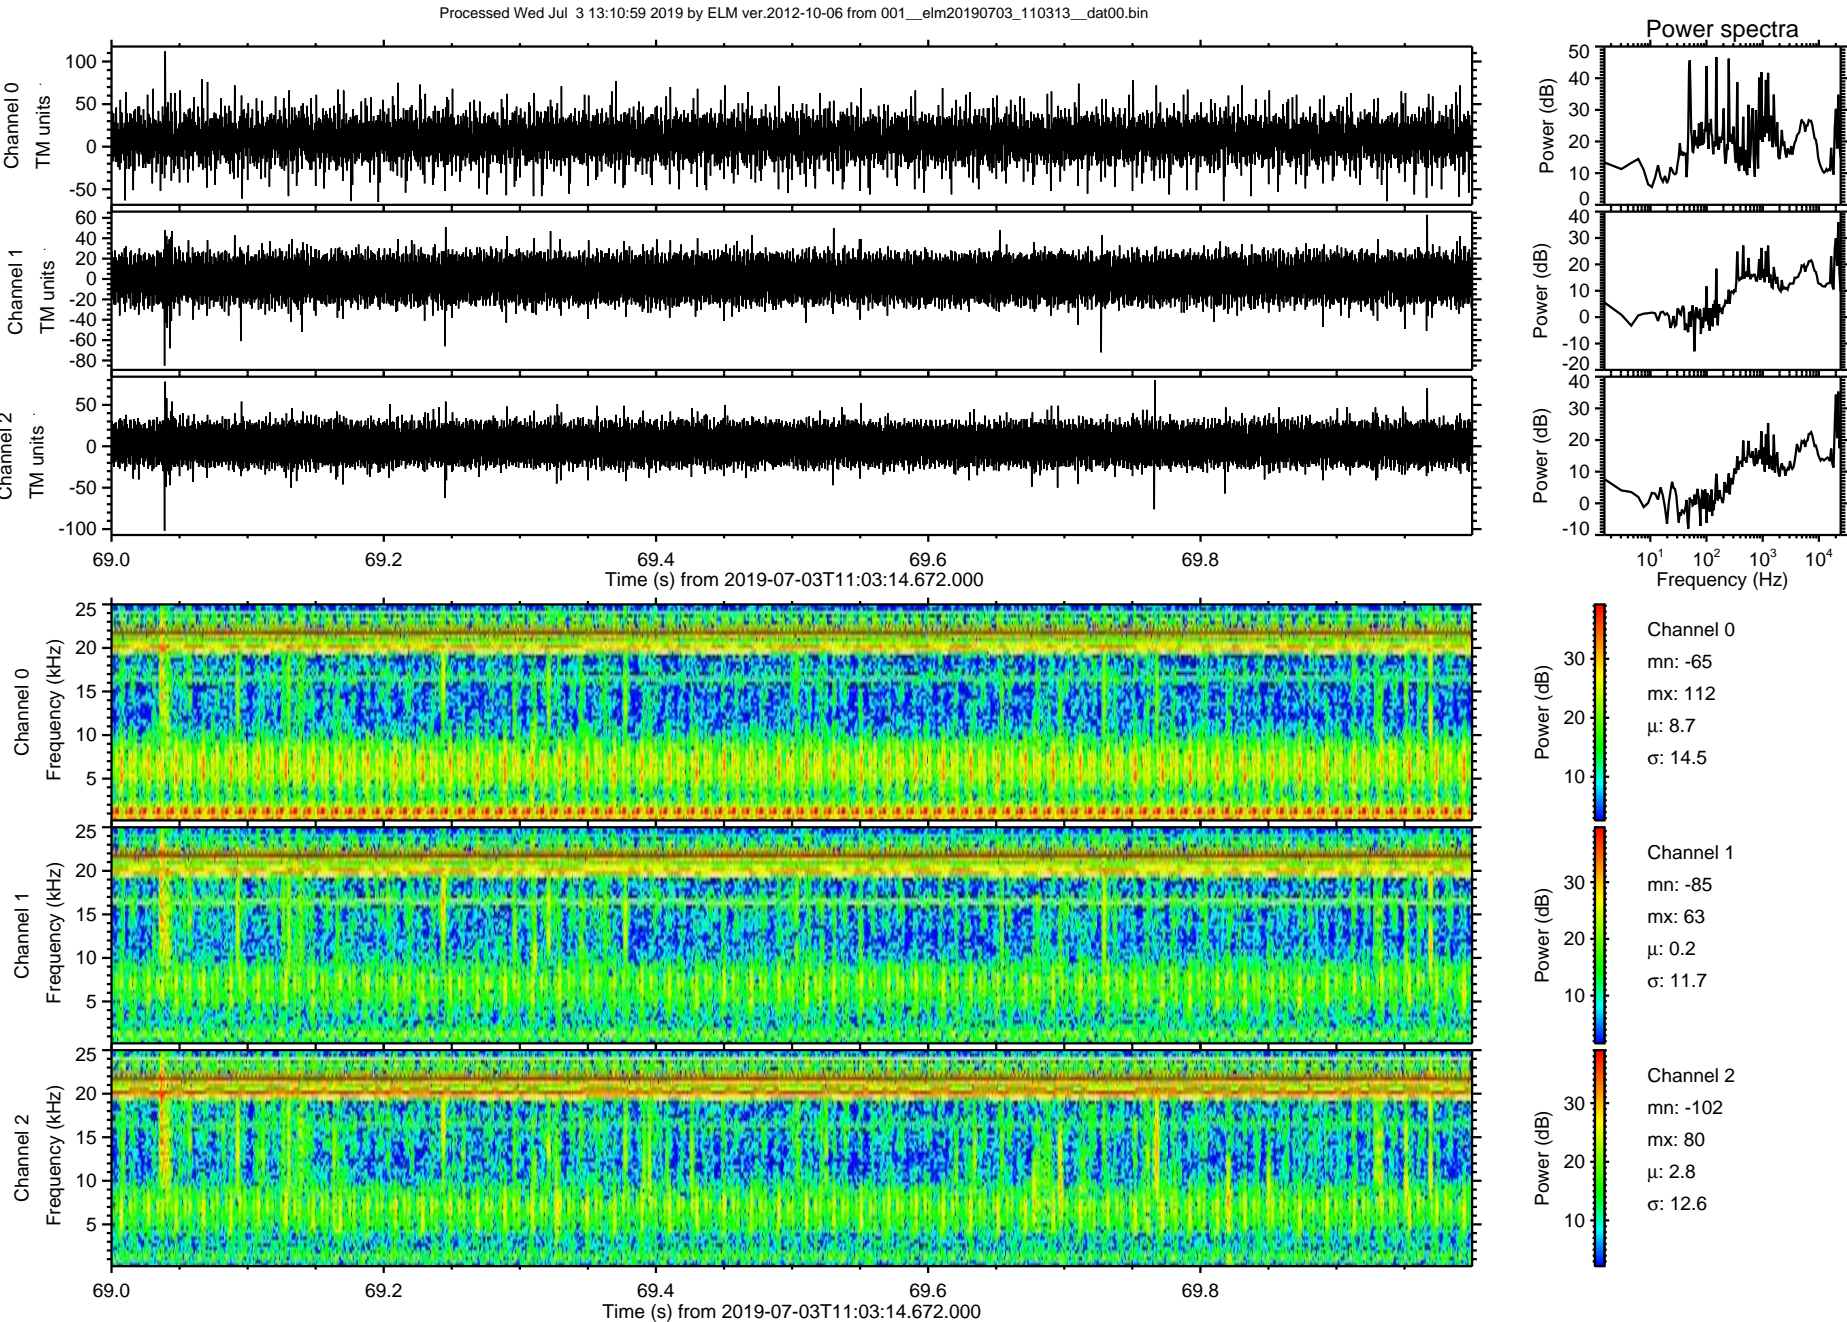 Processed Wed Jul  3 13:10:59 2019 by ELM ver.2012-10-06 from 001__elm20190703_110313__dat00.bin
Power spectra
Channel 0
TM units
100
50
0
-50
Power (dB)
50
40
30
20
10
0
Channel 1
TM units
60
40
20
0
-20
-40
-60
-80
Power (dB)
40
30
20
10
0
-10
-20
Channel 2
TM units
50
0
-50
-100
Power (dB)
40
30
20
10
0
-10
69.0 69.2 69.4 69.6 69.8
Time (s) from 2019-07-03T11:03:14.672.000
10¹ 10² 10³ 10⁴
Frequency (Hz)
Channel 0
Frequency (kHz)
25
20
15
10
5
Power (dB)
30
20
10
Channel 0
mn: -65
mx: 112
μ: 8.7
σ: 14.5
Channel 1
Frequency (kHz)
25
20
15
10
5
Power (dB)
30
20
10
Channel 1
mn: -85
mx: 63
μ: 0.2
σ: 11.7
Channel 2
Frequency (kHz)
25
20
15
10
5
Power (dB)
30
20
10
Channel 2
mn: -102
mx: 80
μ: 2.8
σ: 12.6
69.0 69.2 69.4 69.6 69.8
Time (s) from 2019-07-03T11:03:14.672.000